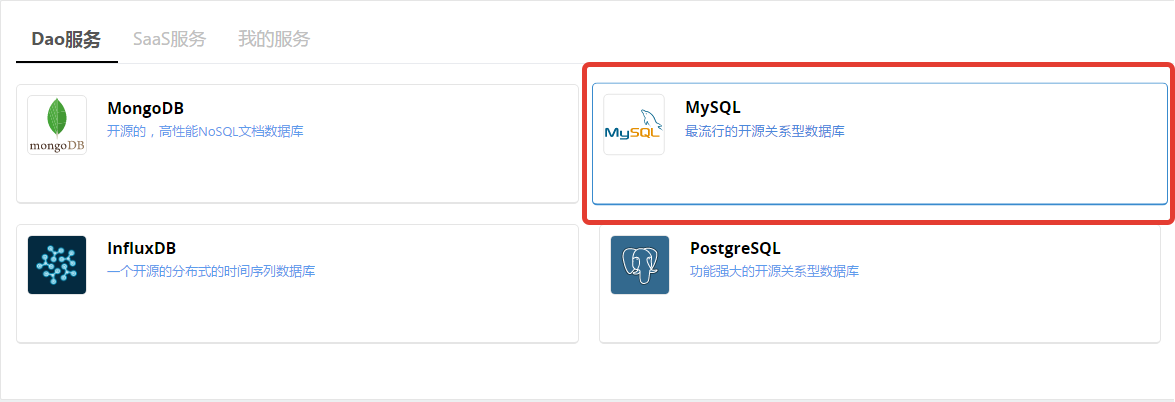 Dao服务 SaaS服务 我的服务
mongoDB
MongoDB
开源的，高性能NoSQL文档数据库
MySQL
MySQL
最流行的开源关系型数据库
InfluxDB
一个开源的分布式的时间序列数据库
PostgreSQL
功能强大的开源关系型数据库